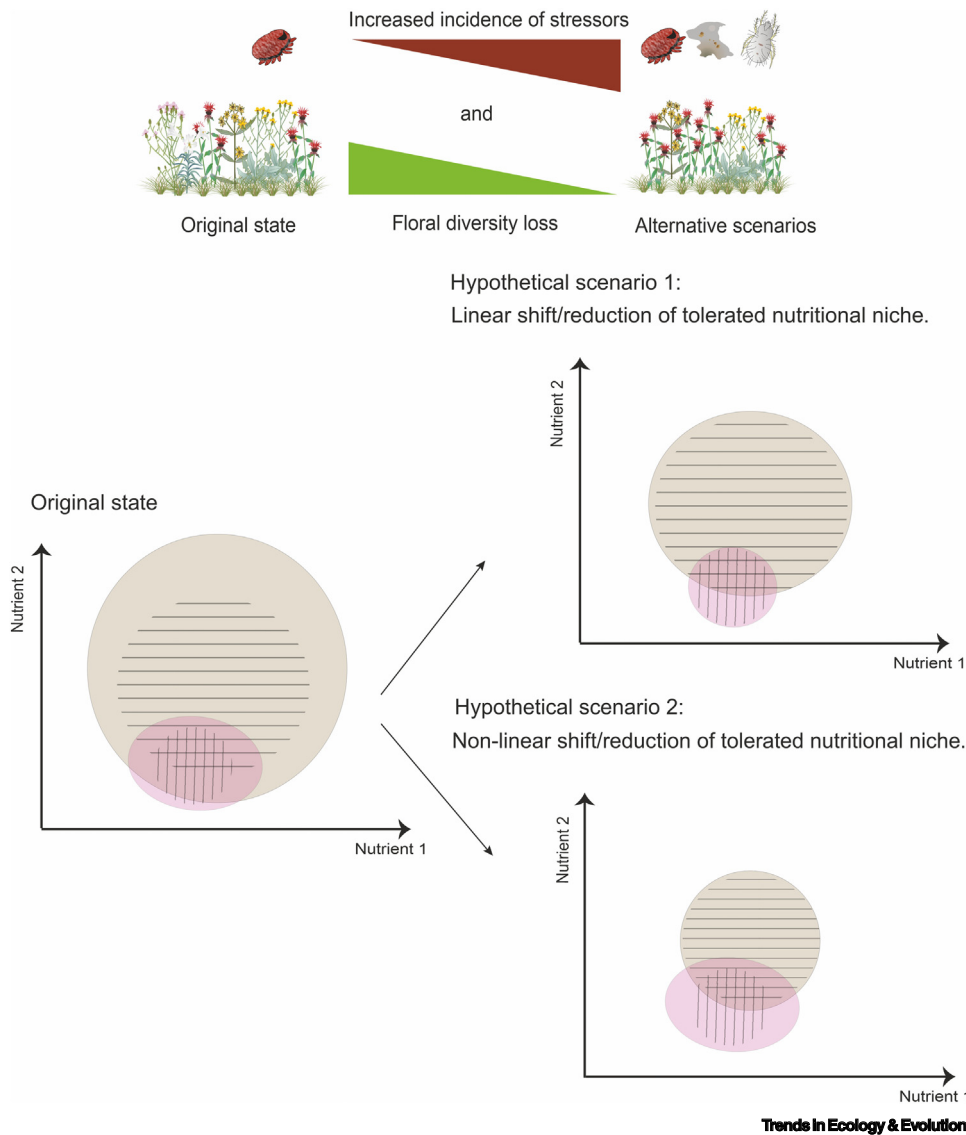 Increased incidence of stressors
and
Original state
Floral diversity loss
Alternative scenarios
Hypothetical scenario 1:
Linear shift/reduction of tolerated nutritional niche.
Nutrient 2
Nutrient 1
Original state
Nutrient 2
Nutrient 1
Hypothetical scenario 2:
Non-linear shift/reduction of tolerated nutritional niche.
Nutrient 2
Nutrient 1
Trends in Ecology & Evolution